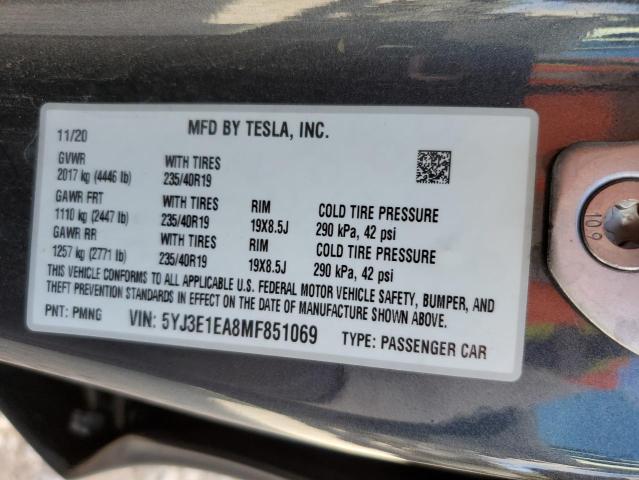 11/20 MFD BY TESLA, INC.
GVWR WITH TIRES
2017 kg (4446 lb) 235/40R19
GAWR FRT WITH TIRES RIM COLD TIRE PRESSURE
1110 kg (2447 lb) 235/40R19 19X8.5J 290 kPa, 42 psi
GAWR RR WITH TIRES RIM COLD TIRE PRESSURE
1257 kg (2771 lb) 235/40R19 19X8.5J 290 kPa, 42 psi
THIS VEHICLE CONFORMS TO ALL APPLICABLE U.S. FEDERAL MOTOR VEHICLE SAFETY, BUMPER, AND
THEFT PREVENTION STANDARDS IN EFFECT ON THE DATE OF MANUFACTURE SHOWN ABOVE.
PNT: PMNG VIN: 5YJ3E1EA8MF851069 TYPE: PASSENGER CAR
10.9